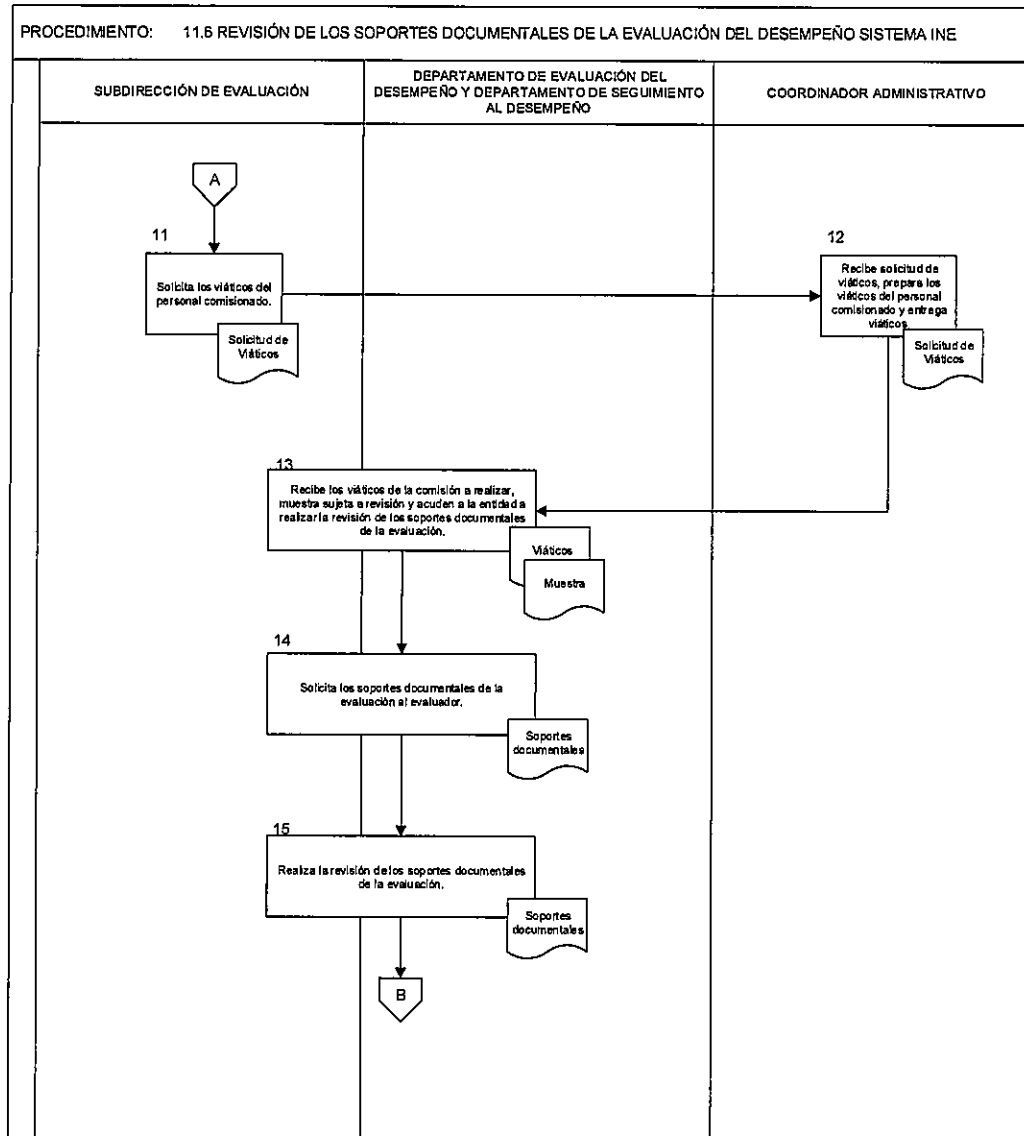 PROCEDIMIENTO: 11.6 REVISIÓN DE LOS SOPORTES DOCUMENTALES DE LA EVALUACIÓN DEL DESEMPEÑO SISTEMA INE
SUBDIRECCIÓN DE EVALUACIÓN
DEPARTAMENTO DE EVALUACIÓN DEL
DESEMPEÑO Y DEPARTAMENTO DE SEGUIMIENTO
AL DESEMPEÑO
COORDINADOR ADMINISTRATIVO
A
11
Solicita los viáticos del
personal comisionado.
Solicitud de
Viáticos
12
Recibe solicitud de
viáticos, prepara los
viáticos del personal
comisionado y entrega
viáticos
Solicitud de
Viáticos
13
Recibe los viáticos de la comisión a realizar,
muestra sujeta a revisión y acuden a la entidad a
realizar la revisión de los soportes documentales
de la evaluación.
Viáticos
Muestra
14
Solicita los soportes documentales de la
evaluación al evaluador.
Soportes
documentales
15
Realiza la revisión de los soportes documentales
de la evaluación.
Soportes
documentales
B